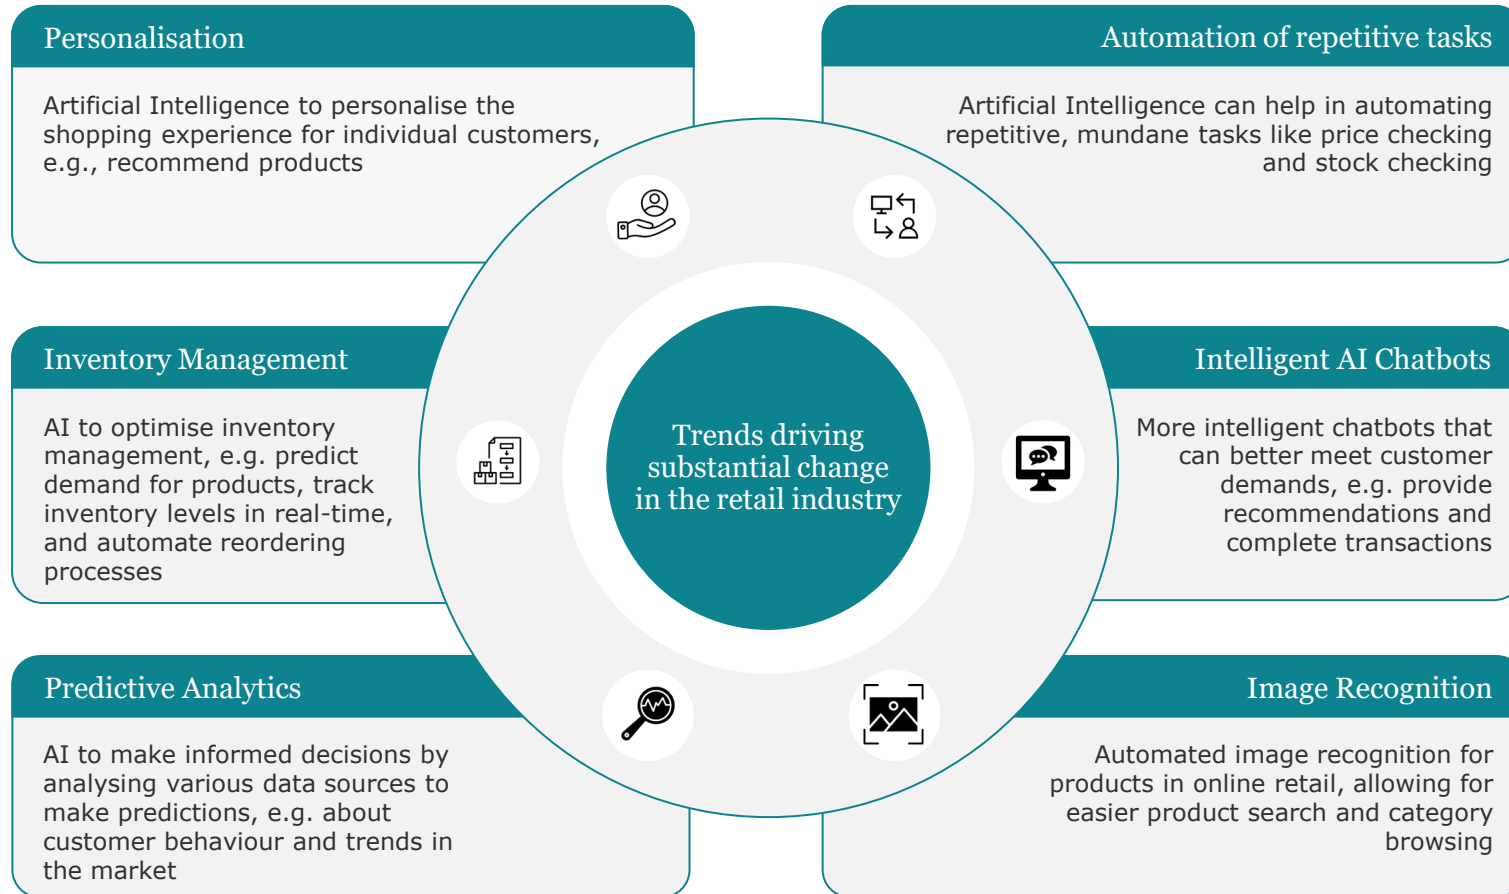 Personalisation
Artificial Intelligence to personalise the
shopping experience for individual customers,
e.g., recommend products
Automation of repetitive tasks
Artificial Intelligence can help in automating
repetitive, mundane tasks like price checking
and stock checking
Inventory Management
AI to optimise inventory
management, e.g. predict
demand for products, track
inventory levels in real-time,
and automate reordering
processes
Trends driving
substantial change
in the retail industry
Intelligent AI Chatbots
More intelligent chatbots that
can better meet customer
demands, e.g. provide
recommendations and
complete transactions
Predictive Analytics
AI to make informed decisions by
analysing various data sources to
make predictions, e.g. about
customer behaviour and trends in
the market
Image Recognition
Automated image recognition for
products in online retail, allowing for
easier product search and category
browsing